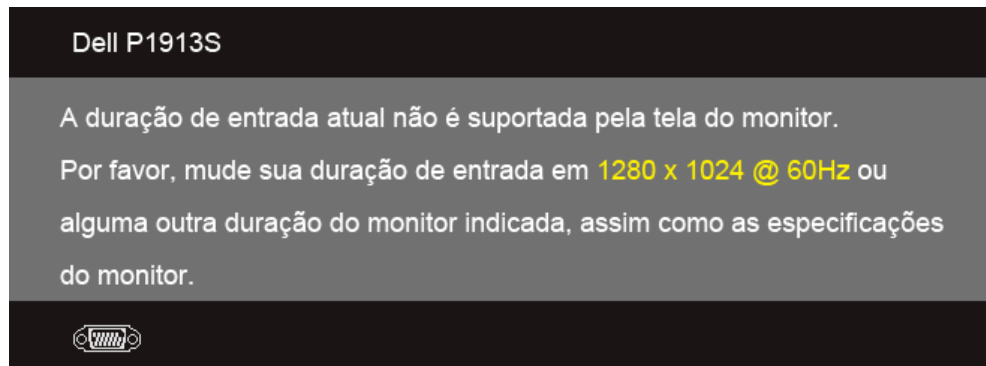 Dell P1913S
A duração de entrada atual não é suportada pela tela do monitor.
Por favor, mude sua duração de entrada em 1280 x 1024 @ 60Hz ou
alguma outra duração do monitor indicada, assim como as especificações
do monitor.